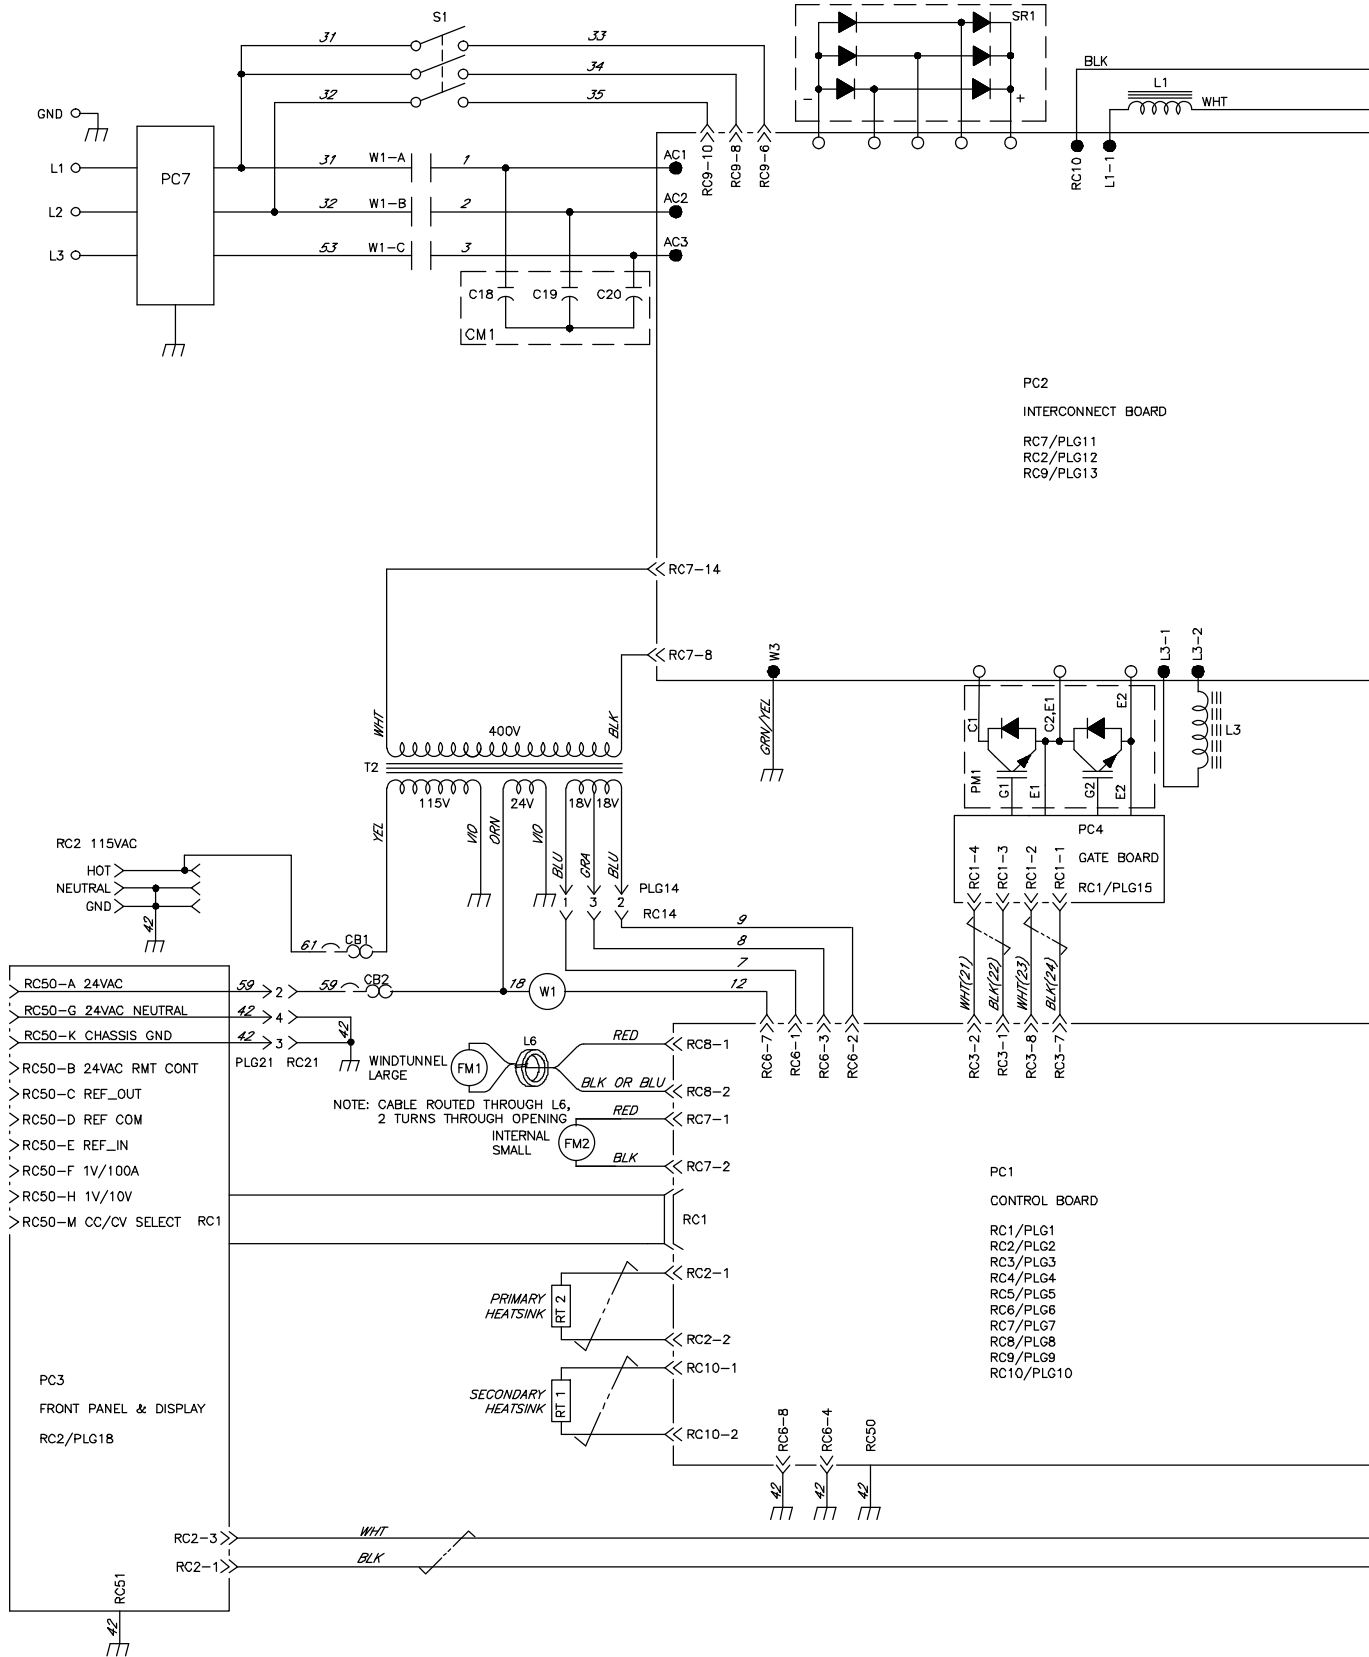 S1
31
33
34
32
35
SR1
−
+
BLK
L1
WHT
GND
L1
PC7
31
W1-A
1
AC1
L2
32
W1-B
2
AC2
L3
53
W1-C
3
AC3
RC9-10
RC9-8
RC9-6
RC10
L1-1
C18
C19
C20
CM1
PC2
INTERCONNECT BOARD
RC7/PLG11
RC2/PLG12
RC9/PLG13
RC7-14
RC7-8
W3
L3-1
L3-2
WHT
400V
BLK
GRN/YEL
T2
115V
24V
18V
18V
C1
C2,E1
E2
PM1
G1
E1
G2
E2
L3
YEL
VIO
ORN
VIO
BLU
GRA
BLU
PLG14
1
3
2
RC14
PC4
GATE BOARD
RC1/PLG15
RC1-4
RC1-3
RC1-2
RC1-1
RC2 115VAC
HOT
NEUTRAL
GND
42
61
CB1
9
8
7
12
WHT(21)
BLK(22)
WHT(23)
BLK(24)
RC50-A 24VAC
59
2
59
CB2
18
W1
RC50-G 24VAC NEUTRAL
42
4
42
RC50-K CHASSIS GND
42
3
PLG21
RC21
RC50-B 24VAC RMT CONT
RC50-C REF_OUT
RC50-D REF COM
RC50-E REF_IN
RC50-F 1V/100A
RC50-H 1V/10V
RC50-M CC/CV SELECT
RC1
WINDTUNNEL
LARGE
FM1
L6
RED
RC8-1
BLK OR BLU
RC8-2
NOTE: CABLE ROUTED THROUGH L6,
2 TURNS THROUGH OPENING
INTERNAL
SMALL
FM2
RED
RC7-1
BLK
RC7-2
RC1
RC6-7
RC6-1
RC6-3
RC6-2
RC3-2
RC3-1
RC3-8
RC3-7
PRIMARY
HEATSINK
RT 2
RC2-1
RC2-2
SECONDARY
HEATSINK
RT 1
RC10-1
RC10-2
PC1
CONTROL BOARD
RC1/PLG1
RC2/PLG2
RC3/PLG3
RC4/PLG4
RC5/PLG5
RC6/PLG6
RC7/PLG7
RC8/PLG8
RC9/PLG9
RC10/PLG10
RC6-8
RC6-4
RC50
42
42
42
PC3
FRONT PANEL & DISPLAY
RC2/PLG18
RC2-3
WHT
RC2-1
BLK
RC51
42